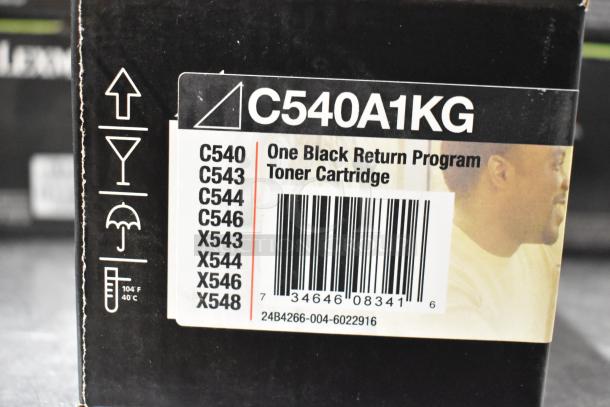 C540A1KG
C540
C543
C544
C546
X543
X544
X546
X548
One Black Return Program
Toner Cartridge
7 34646 08341 6
24B4266-004-6022916
104°F
40°C